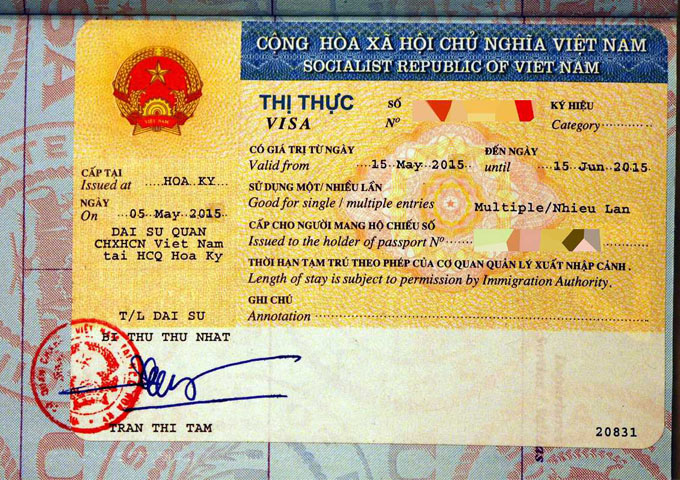 CỘNG HÒA XÃ HỘI CHỦ NGHĨA VIỆT NAM
SOCIALIST REPUBLIC OF VIET NAM
VIỆT NAM
THỊ THỰC
VISA
SỐ
Nº
KÝ HIỆU
Category
CÓ GIÁ TRỊ TỪ NGÀY
Valid from 15 May 2015
ĐẾN NGÀY
until 15 Jun 2015
CẤP TẠI
Issued at HOA KY
NGÀY
On 05 May 2015
DAI SU QUAN
CHXHCN Viet Nam
tai HCQ Hoa Ky
SỬ DỤNG MỘT/ NHIỀU LẦN
Good for single / multiple entries Multiple/Nhieu Lan
CẤP CHO NGƯỜI MANG HỘ CHIẾU SỐ
Issued to the holder of passport Nº
THỜI HẠN TẠM TRÚ THEO PHÉP CỦA CƠ QUAN QUẢN LÝ XUẤT NHẬP CẢNH .
Length of stay is subject to permission by Immigration Authority.
GHI CHÚ
Annotation
T/L DAI SU
BI THU THU NHAT
TRAN THI TAM
20831